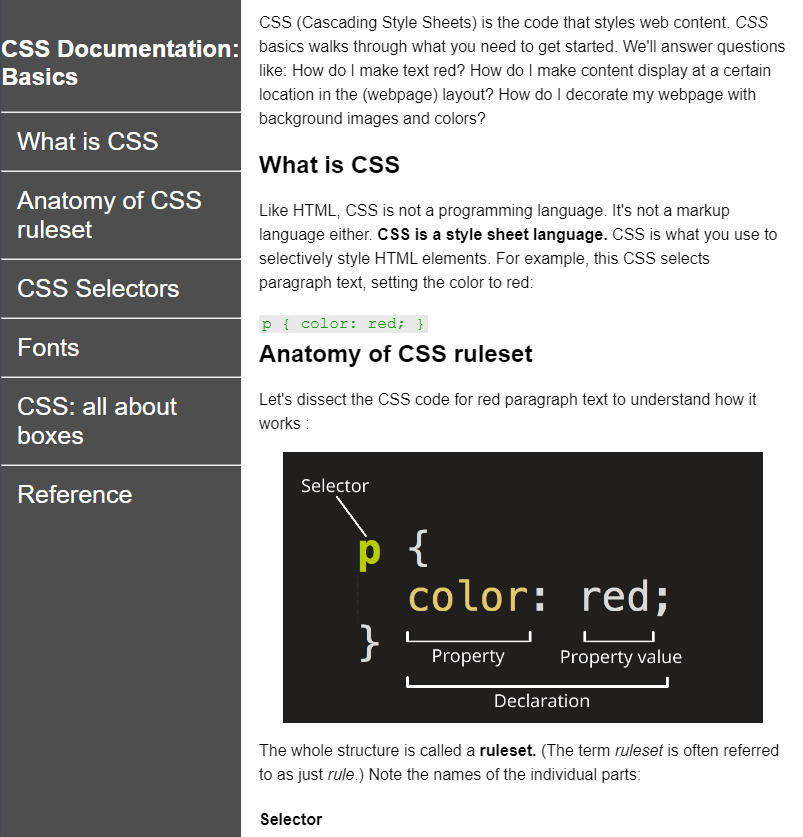 CSS Documentation:
Basics
What is CSS
Anatomy of CSS
ruleset
CSS Selectors
Fonts
CSS: all about
boxes
Reference
CSS (Cascading Style Sheets) is the code that styles web content. CSS
basics walks through what you need to get started. We'll answer questions
like: How do I make text red? How do I make content display at a certain
location in the (webpage) layout? How do I decorate my webpage with
background images and colors?
What is CSS
Like HTML, CSS is not a programming language. It's not a markup
language either. CSS is a style sheet language. CSS is what you use to
selectively style HTML elements. For example, this CSS selects
paragraph text, setting the color to red:
p { color: red; }
Anatomy of CSS ruleset
Let's dissect the CSS code for red paragraph text to understand how it
works :
Selector
p {
color: red;
}
Property Property value
Declaration
The whole structure is called a ruleset. (The term ruleset is often referred
to as just rule.) Note the names of the individual parts:
Selector